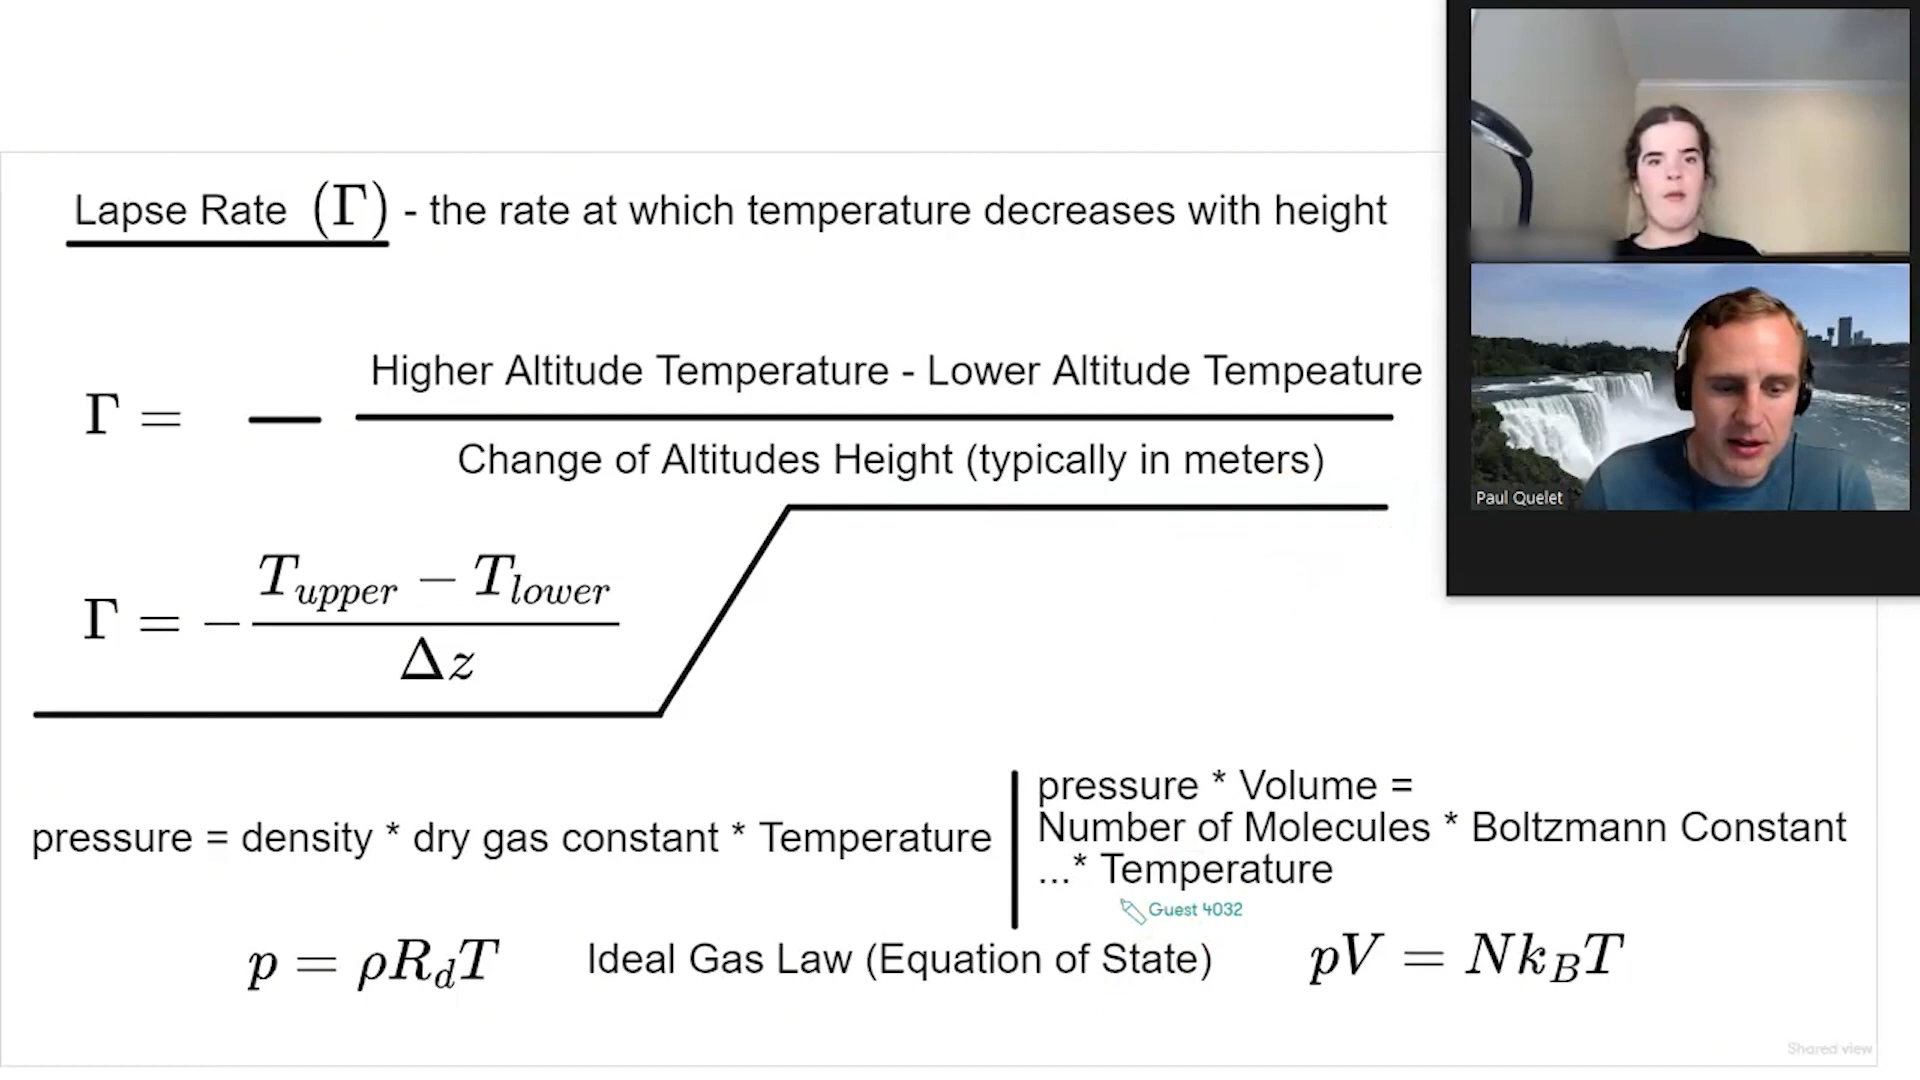 Lapse Rate (Γ) - the rate at which temperature decreases with height
Higher Altitude Temperature - Lower Altitude Tempeature
Γ = —
Change of Altitudes Height (typically in meters)
Γ = - (T_upper − T_lower) / Δz
pressure = density * dry gas constant * Temperature
pressure * Volume =
Number of Molecules * Boltzmann Constant
...* Temperature
Guest 4032
p = ρR_dT
Ideal Gas Law (Equation of State)
pV = Nk_BT
Paul Quelet
Shared view